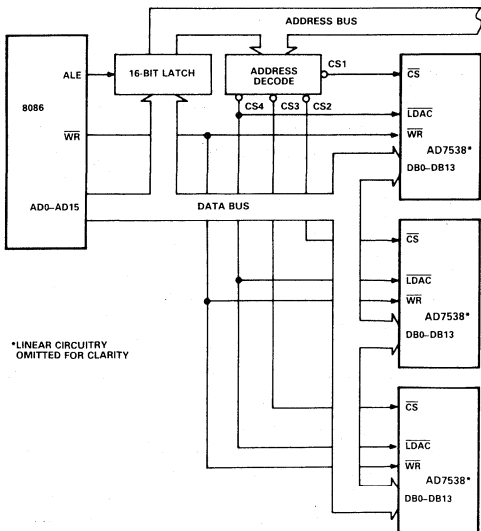 ADDRESS BUS
ALE
16-BIT LATCH
ADDRESS
DECODE
CS1
CS4
CS3
CS2
8086
WR
AD0–AD15
DATA BUS
CS
LDAC
WR
AD7538*
DB0–DB13
CS
LDAC
WR
AD7538*
DB0–DB13
CS
LDAC
WR
AD7538*
DB0–DB13
*LINEAR CIRCUITRY
OMITTED FOR CLARITY